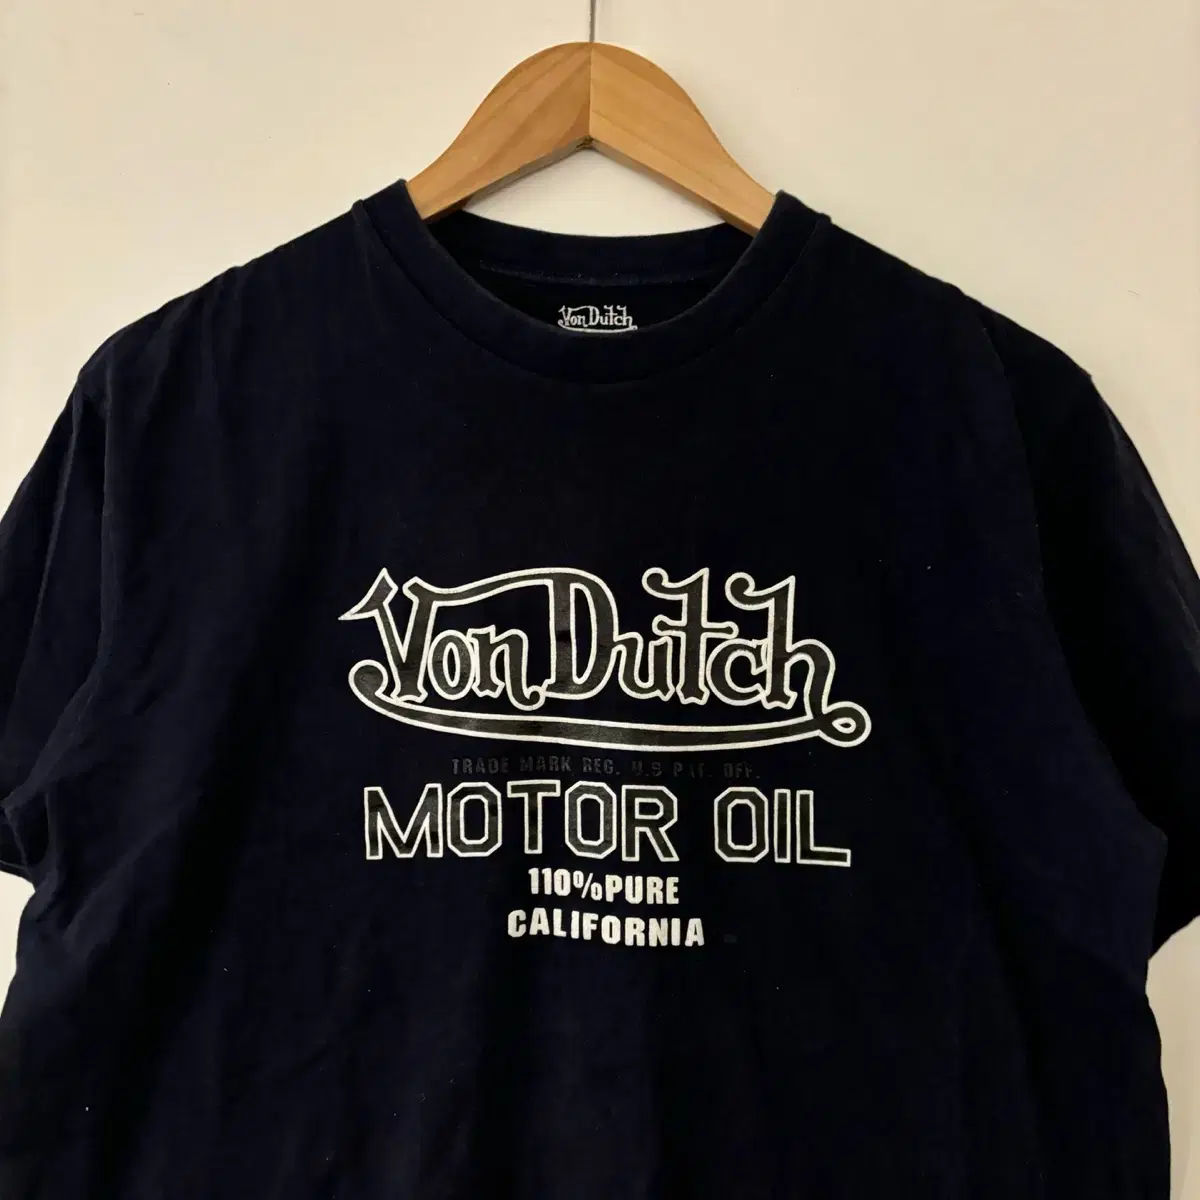 Von Dutch
Von Dutch
TRADE MARK REG. U.S PAT. OFF.
MOTOR OIL
110%PURE
CALIFORNIA